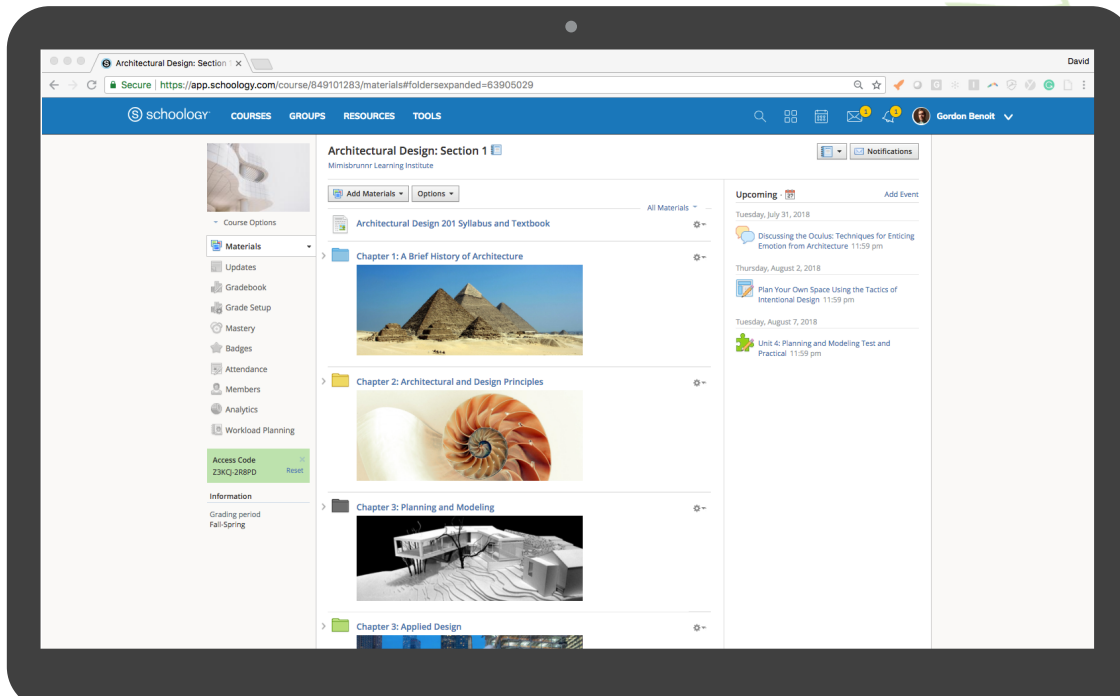 Architectural Design: Section
David
Secure | https://app.schoology.com/course/849101283/materials#foldersexpanded=63905029
S schoology COURSES GROUPS RESOURCES TOOLS
1 1 Gordon Benoit
Course Options
Materials
Updates
Gradebook
Grade Setup
Mastery
Badges
Attendance
Members
Analytics
Workload Planning
Access Code
Z3KCJ-2R8PD Reset
Information
Grading period
Fall-Spring
Architectural Design: Section 1
Mimisbrunnr Learning Institute
Notifications
Add Materials Options
All Materials
Architectural Design 201 Syllabus and Textbook
Chapter 1: A Brief History of Architecture
Chapter 2: Architectural and Design Principles
Chapter 3: Planning and Modeling
Chapter 3: Applied Design
Upcoming · 27 Add Event
Tuesday, July 31, 2018
Discussing the Oculus: Techniques for Enticing
Emotion from Architecture 11:59 pm
Thursday, August 2, 2018
Plan Your Own Space Using the Tactics of
Intentional Design 11:59 pm
Tuesday, August 7, 2018
Unit 4: Planning and Modeling Test and
Practical 11:59 pm